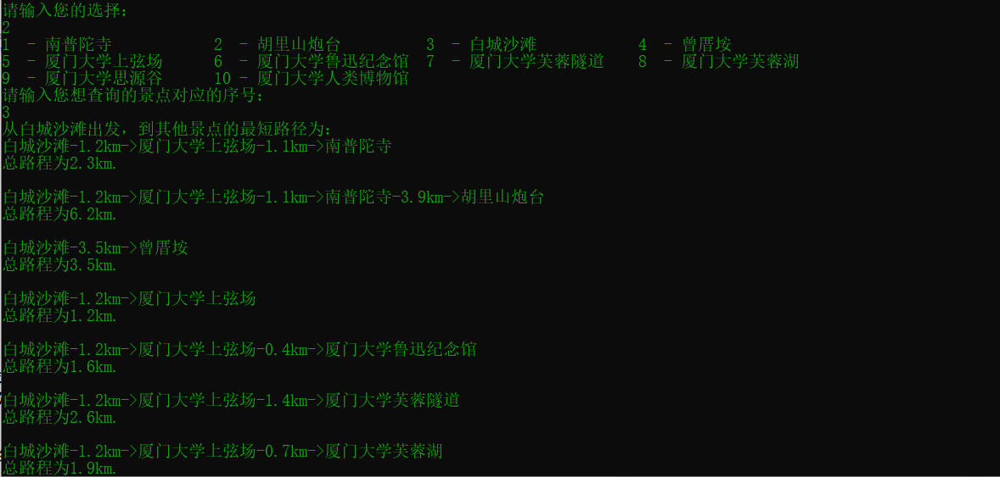 请输入您的选择：
2
1  - 南普陀寺            2  - 胡里山炮台          3  - 白城沙滩            4  - 曾厝垵
5  - 厦门大学上弦场      6  - 厦门大学鲁迅纪念馆  7  - 厦门大学芙蓉隧道    8  - 厦门大学芙蓉湖
9  - 厦门大学思源谷      10 - 厦门大学人类博物馆
请输入您想查询的景点对应的序号：
3
从白城沙滩出发，到其他景点的最短路径为：
白城沙滩-1.2km->厦门大学上弦场-1.1km->南普陀寺
总路程为2.3km.
白城沙滩-1.2km->厦门大学上弦场-1.1km->南普陀寺-3.9km->胡里山炮台
总路程为6.2km.
白城沙滩-3.5km->曾厝垵
总路程为3.5km.
白城沙滩-1.2km->厦门大学上弦场
总路程为1.2km.
白城沙滩-1.2km->厦门大学上弦场-0.4km->厦门大学鲁迅纪念馆
总路程为1.6km.
白城沙滩-1.2km->厦门大学上弦场-1.4km->厦门大学芙蓉隧道
总路程为2.6km.
白城沙滩-1.2km->厦门大学上弦场-0.7km->厦门大学芙蓉湖
总路程为1.9km.